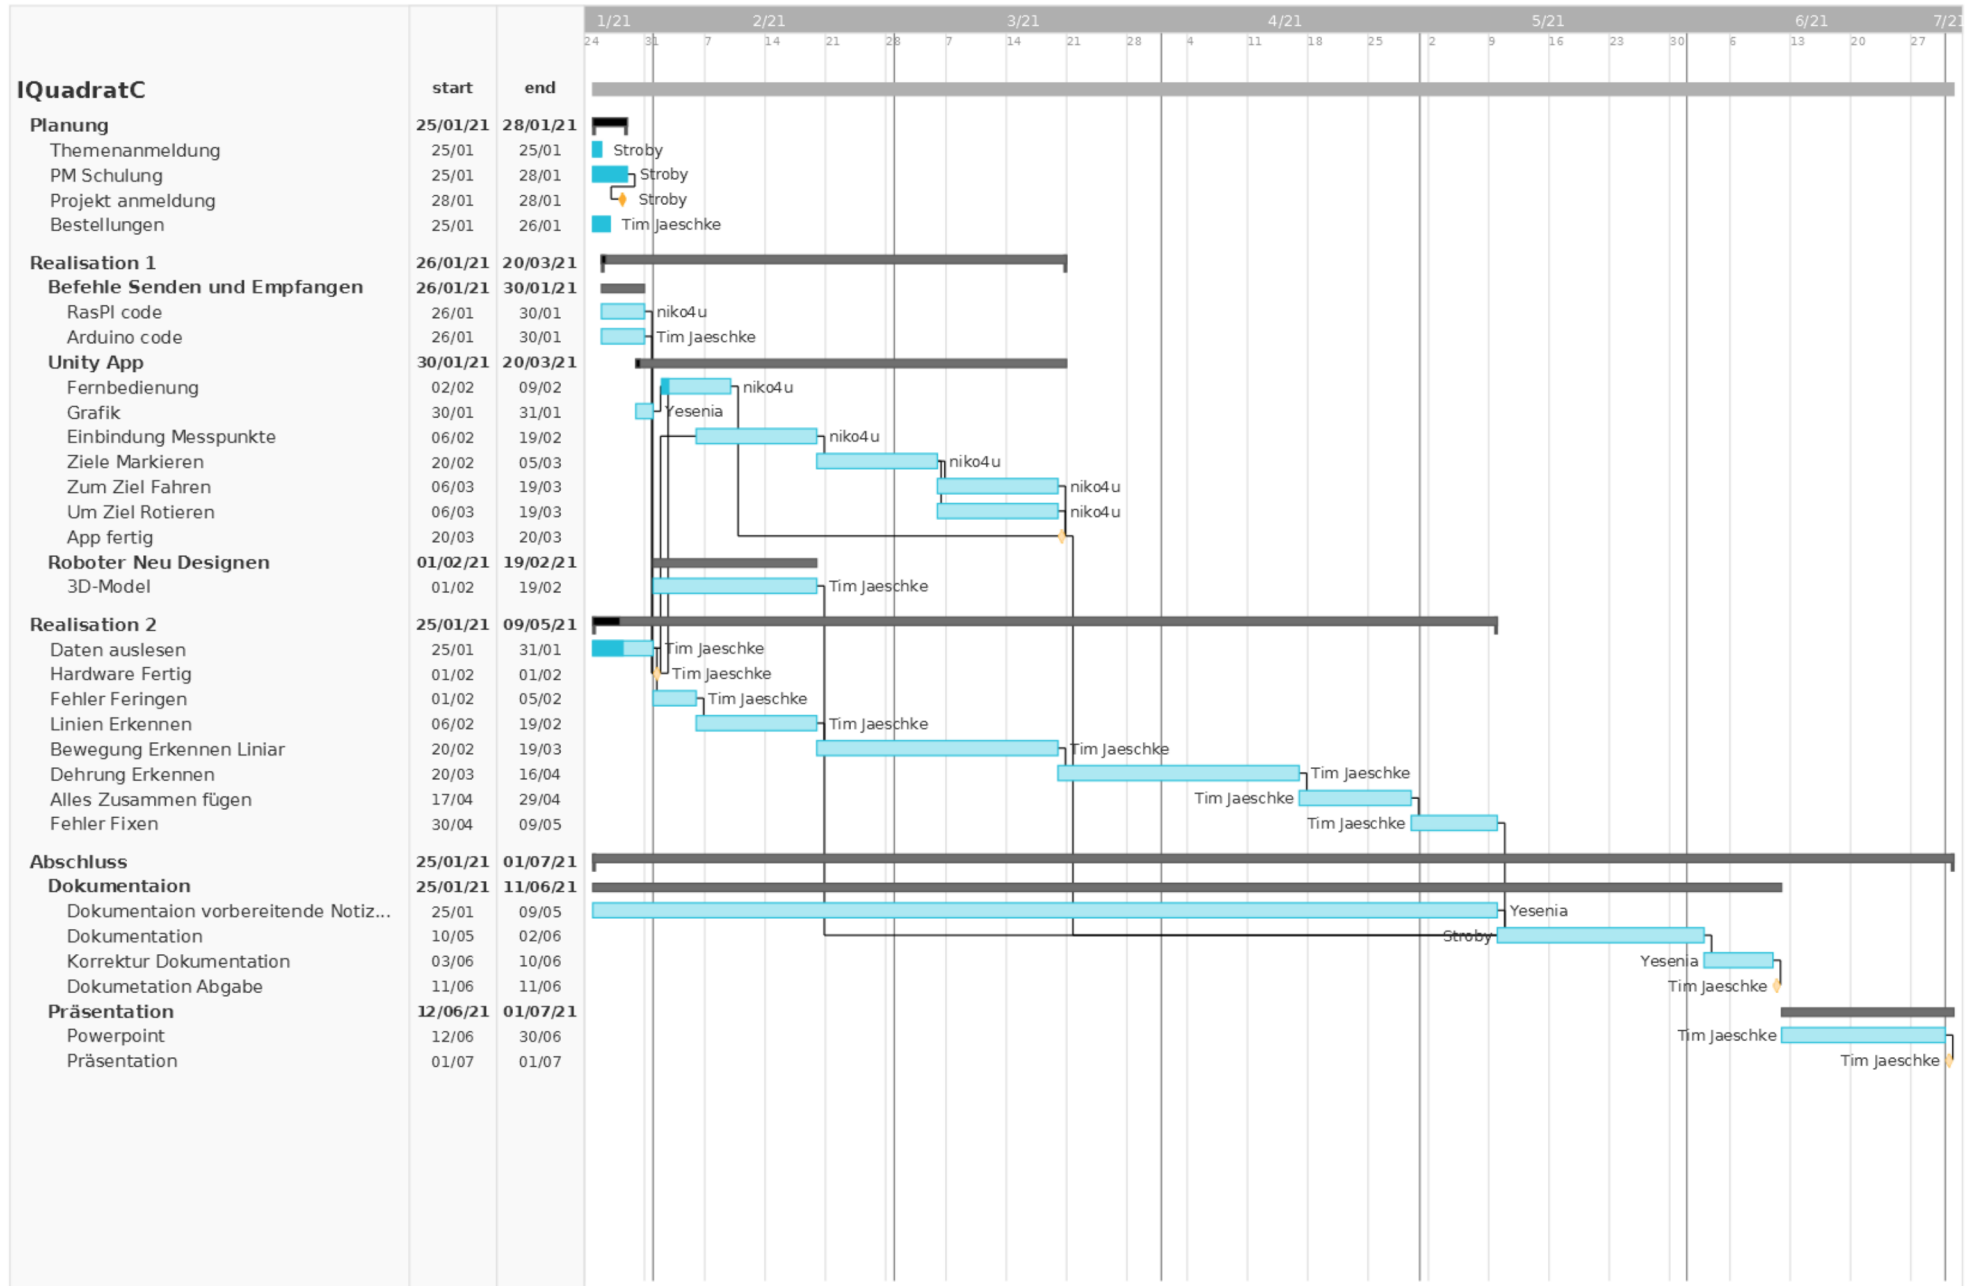 1/21 2/21 3/21 4/21 5/21 6/21 7/21
24 31 7 14 21 28 7 14 21 28 4 11 18 25 2 9 16 23 30 6 13 20 27
IQuadratC start end
Planung 25/01/21 28/01/21
Themenanmeldung 25/01 25/01 Stroby
PM Schulung 25/01 28/01 Stroby
Projekt anmeldung 28/01 28/01 Stroby
Bestellungen 25/01 26/01 Tim Jaeschke
Realisation 1 26/01/21 20/03/21
Befehle Senden und Empfangen 26/01/21 30/01/21
RasPI code 26/01 30/01 niko4u
Arduino code 26/01 30/01 Tim Jaeschke
Unity App 30/01/21 20/03/21
Fernbedienung 02/02 09/02 niko4u
Grafik 30/01 31/01 Yesenia
Einbindung Messpunkte 06/02 19/02 niko4u
Ziele Markieren 20/02 05/03 niko4u
Zum Ziel Fahren 06/03 19/03 niko4u
Um Ziel Rotieren 06/03 19/03 niko4u
App fertig 20/03 20/03
Roboter Neu Designen 01/02/21 19/02/21
3D-Model 01/02 19/02 Tim Jaeschke
Realisation 2 25/01/21 09/05/21
Daten auslesen 25/01 31/01 Tim Jaeschke
Hardware Fertig 01/02 01/02 Tim Jaeschke
Fehler Feringen 01/02 05/02 Tim Jaeschke
Linien Erkennen 06/02 19/02 Tim Jaeschke
Bewegung Erkennen Liniar 20/02 19/03 Tim Jaeschke
Dehrung Erkennen 20/03 16/04 Tim Jaeschke
Alles Zusammen fügen 17/04 29/04 Tim Jaeschke
Fehler Fixen 30/04 09/05 Tim Jaeschke
Abschluss 25/01/21 01/07/21
Dokumentaion 25/01/21 11/06/21
Dokumentaion vorbereitende Notiz... 25/01 09/05 Yesenia
Dokumentation 10/05 02/06 Stroby
Korrektur Dokumentation 03/06 10/06 Yesenia
Dokumetation Abgabe 11/06 11/06 Tim Jaeschke
Präsentation 12/06/21 01/07/21
Powerpoint 12/06 30/06 Tim Jaeschke
Präsentation 01/07 01/07 Tim Jaeschke